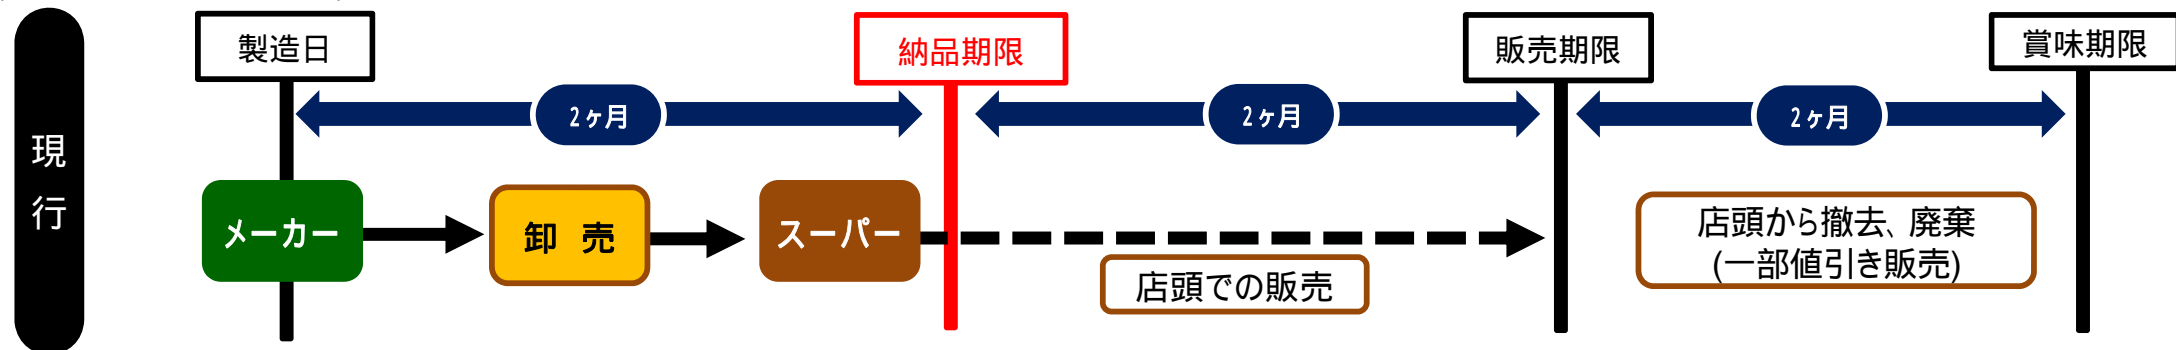 現行
製造日
納品期限
販売期限
賞味期限
2ヶ月
2ヶ月
2ヶ月
メーカー
卸 売
スーパー
店頭での販売
店頭から撤去、廃棄
(一部値引き販売)